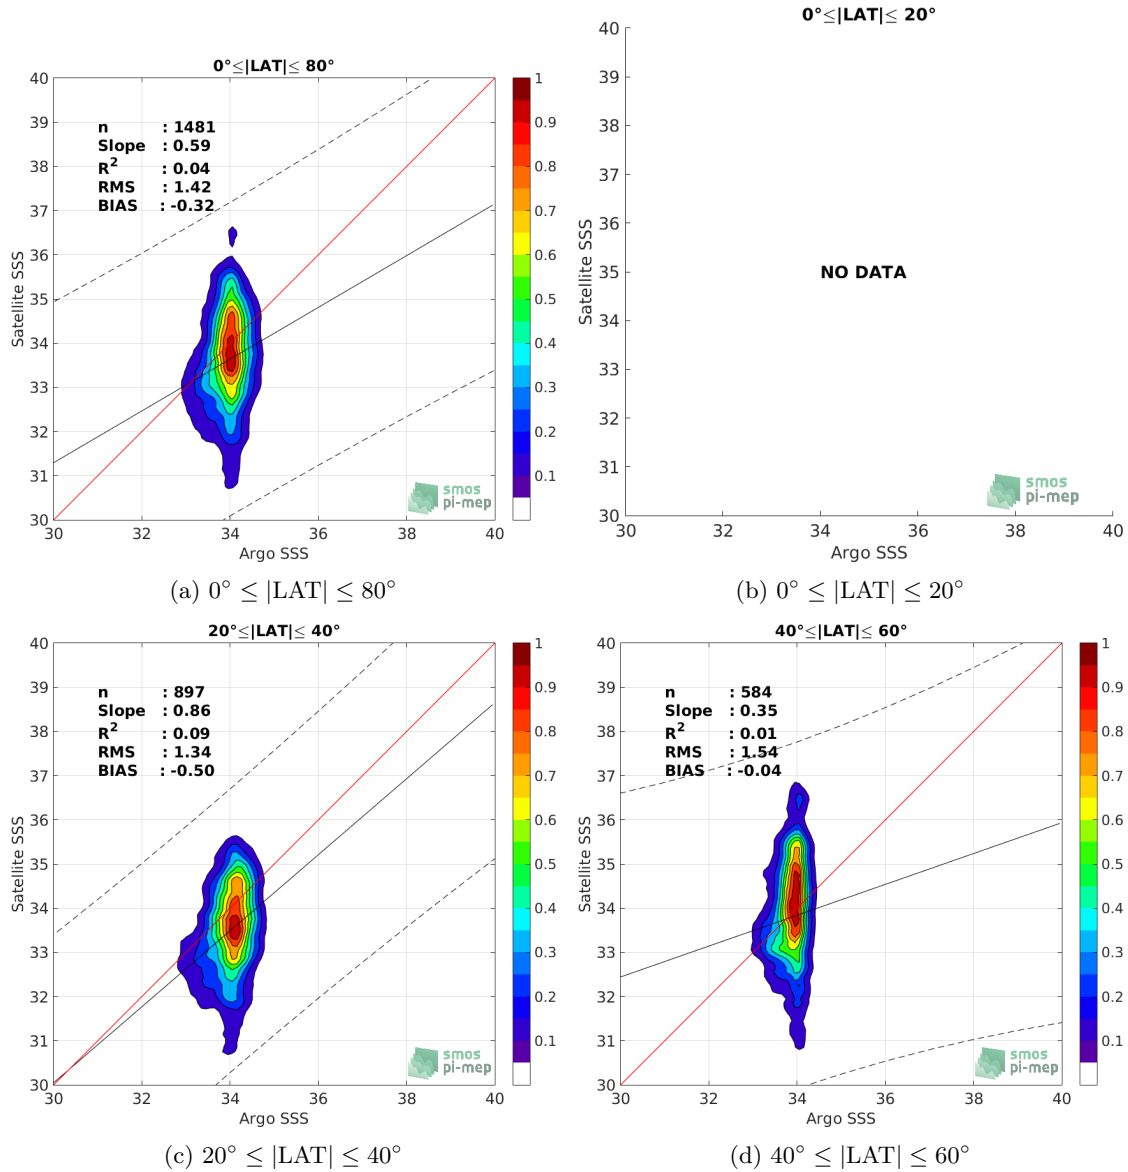 0°≤|LAT|≤ 80°
40
39
38
37
36
35
34
33
32
31
30
30 32 34 36 38 40
Satellite SSS
Argo SSS
n : 1481
Slope : 0.59
R2 : 0.04
RMS : 1.42
BIAS : -0.32
1
0.9
0.8
0.7
0.6
0.5
0.4
0.3
0.2
0.1
smos
pi-mep
(a) 0° ≤ |LAT| ≤ 80°
0°≤|LAT|≤ 20°
40
39
38
37
36
35
34
33
32
31
30
30 32 34 36 38 40
Satellite SSS
Argo SSS
NO DATA
smos
pi-mep
(b) 0° ≤ |LAT| ≤ 20°
20°≤|LAT|≤ 40°
40
39
38
37
36
35
34
33
32
31
30
30 32 34 36 38 40
Satellite SSS
Argo SSS
n : 897
Slope : 0.86
R2 : 0.09
RMS : 1.34
BIAS : -0.50
1
0.9
0.8
0.7
0.6
0.5
0.4
0.3
0.2
0.1
smos
pi-mep
(c) 20° ≤ |LAT| ≤ 40°
40°≤|LAT|≤ 60°
40
39
38
37
36
35
34
33
32
31
30
30 32 34 36 38 40
Satellite SSS
Argo SSS
n : 584
Slope : 0.35
R2 : 0.01
RMS : 1.54
BIAS : -0.04
1
0.9
0.8
0.7
0.6
0.5
0.4
0.3
0.2
0.1
smos
pi-mep
(d) 40° ≤ |LAT| ≤ 60°